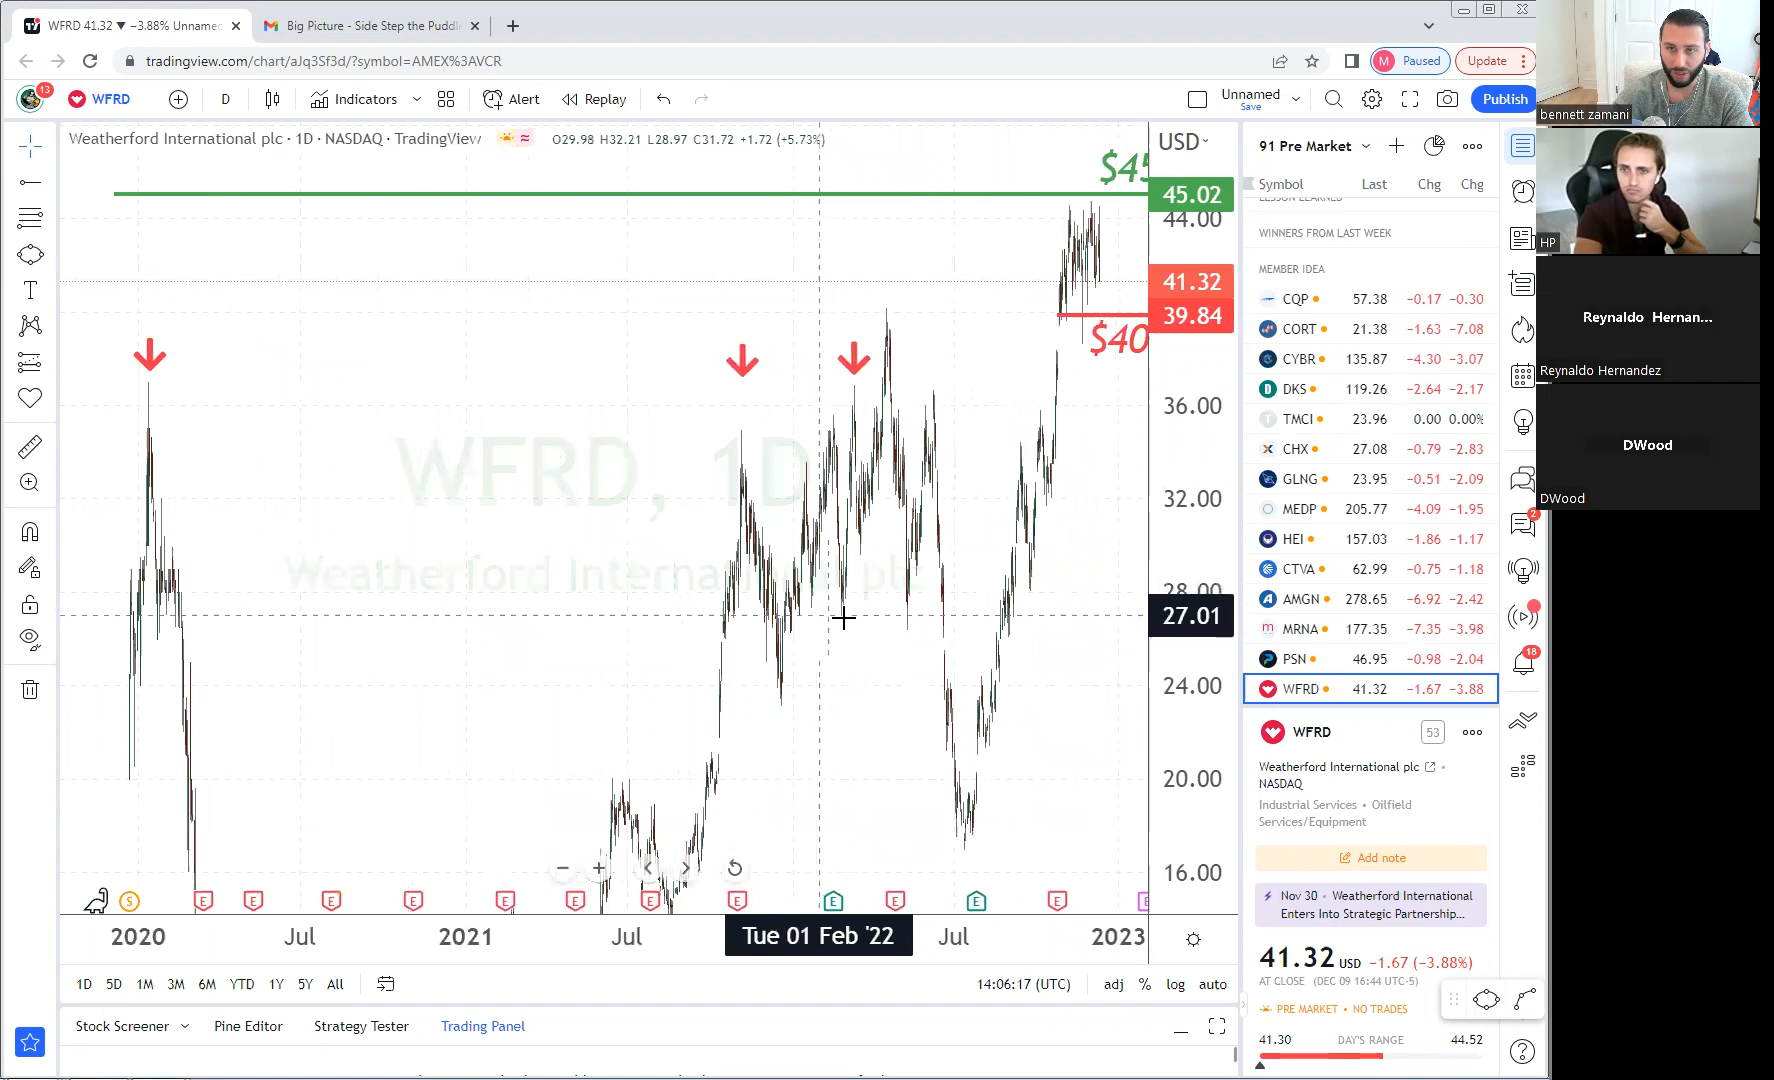 WFRD 41.32 ▼ −3.88% Unnamed
Big Picture - Side Step the Puddl
tradingview.com/chart/aJq3Sf3d/?symbol=AMEX%3AVCR
M Paused
Update
13
WFRD
D
Indicators
Alert
Replay
Unnamed
Save
Publish
Weatherford International plc · 1D · NASDAQ · TradingView
O29.98 H32.21 L28.97 C31.72 +1.72 (+5.73%)
USD
$45
45.02
44.00
41.32
39.84
$40
36.00
32.00
28.00
27.01
24.00
20.00
16.00
WFRD, 1D
Weatherford International plc
S
E
E
E
E
E
E
E
E
E
E
E
E
2020
Jul
2021
Jul
Tue 01 Feb '22
Jul
2023
1D
5D
1M
3M
6M
YTD
1Y
5Y
All
14:06:17 (UTC)
adj
%
log
auto
Stock Screener
Pine Editor
Strategy Tester
Trading Panel
91 Pre Market
Symbol Last Chg Chg
LESSON LEARNED
WINNERS FROM LAST WEEK
MEMBER IDEA
CQP 57.38 −0.17 −0.30
CORT 21.38 −1.63 −7.08
CYBR 135.87 −4.30 −3.07
DKS 119.26 −2.64 −2.17
TMCI 23.96 0.00 0.00%
CHX 27.08 −0.79 −2.83
GLNG 23.95 −0.51 −2.09
MEDP 205.77 −4.09 −1.95
HEI 157.03 −1.86 −1.17
CTVA 62.99 −0.75 −1.18
AMGN 278.65 −6.92 −2.42
MRNA 177.35 −7.35 −3.98
PSN 46.95 −0.98 −2.04
WFRD 41.32 −1.67 −3.88
WFRD
53
Weatherford International plc
NASDAQ
Industrial Services • Oilfield
Services/Equipment
Add note
Nov 30 · Weatherford International
Enters Into Strategic Partnership...
41.32 USD −1.67 (−3.88%)
AT CLOSE (DEC 09 16:44 UTC-5)
PRE MARKET • NO TRADES
41.30 DAY'S RANGE 44.52
2
18
bennett zamani
HP
Reynaldo Hernan...
Reynaldo Hernandez
DWood
DWood